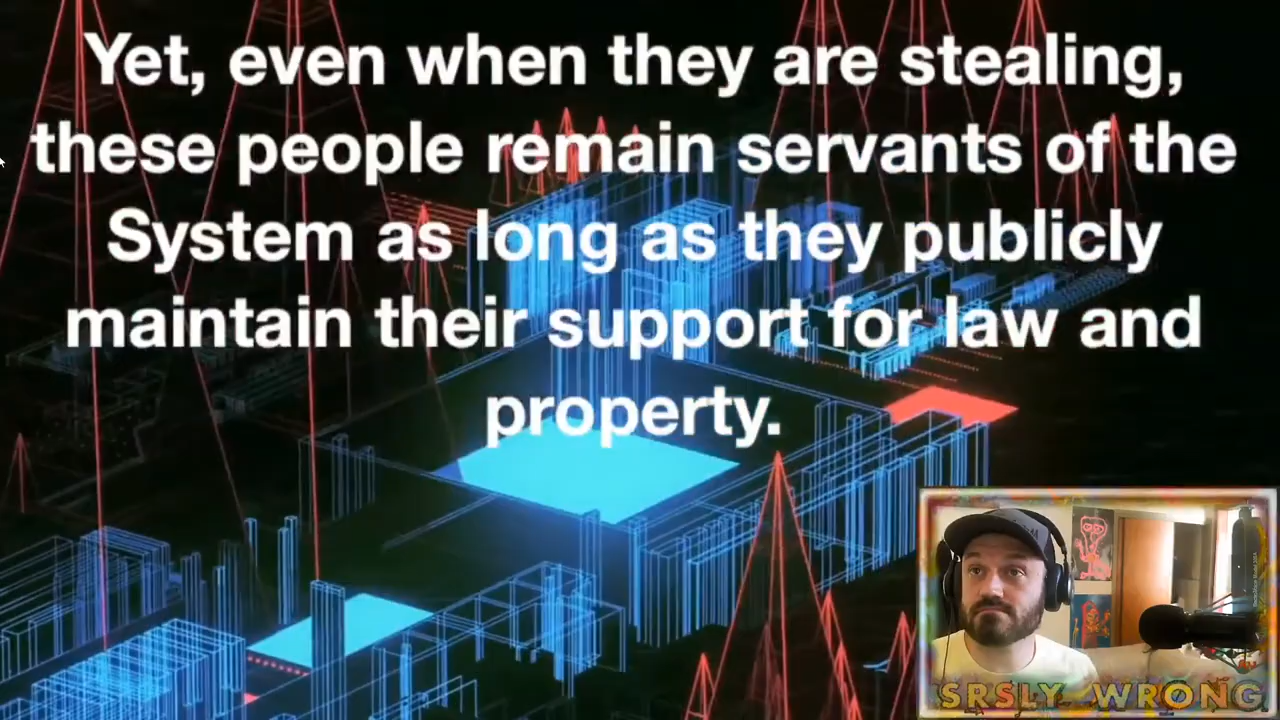 Yet, even when they are stealing,
these people remain servants of the
System as long as they publicly
maintain their support for law and
property.
SRSLY WRONG